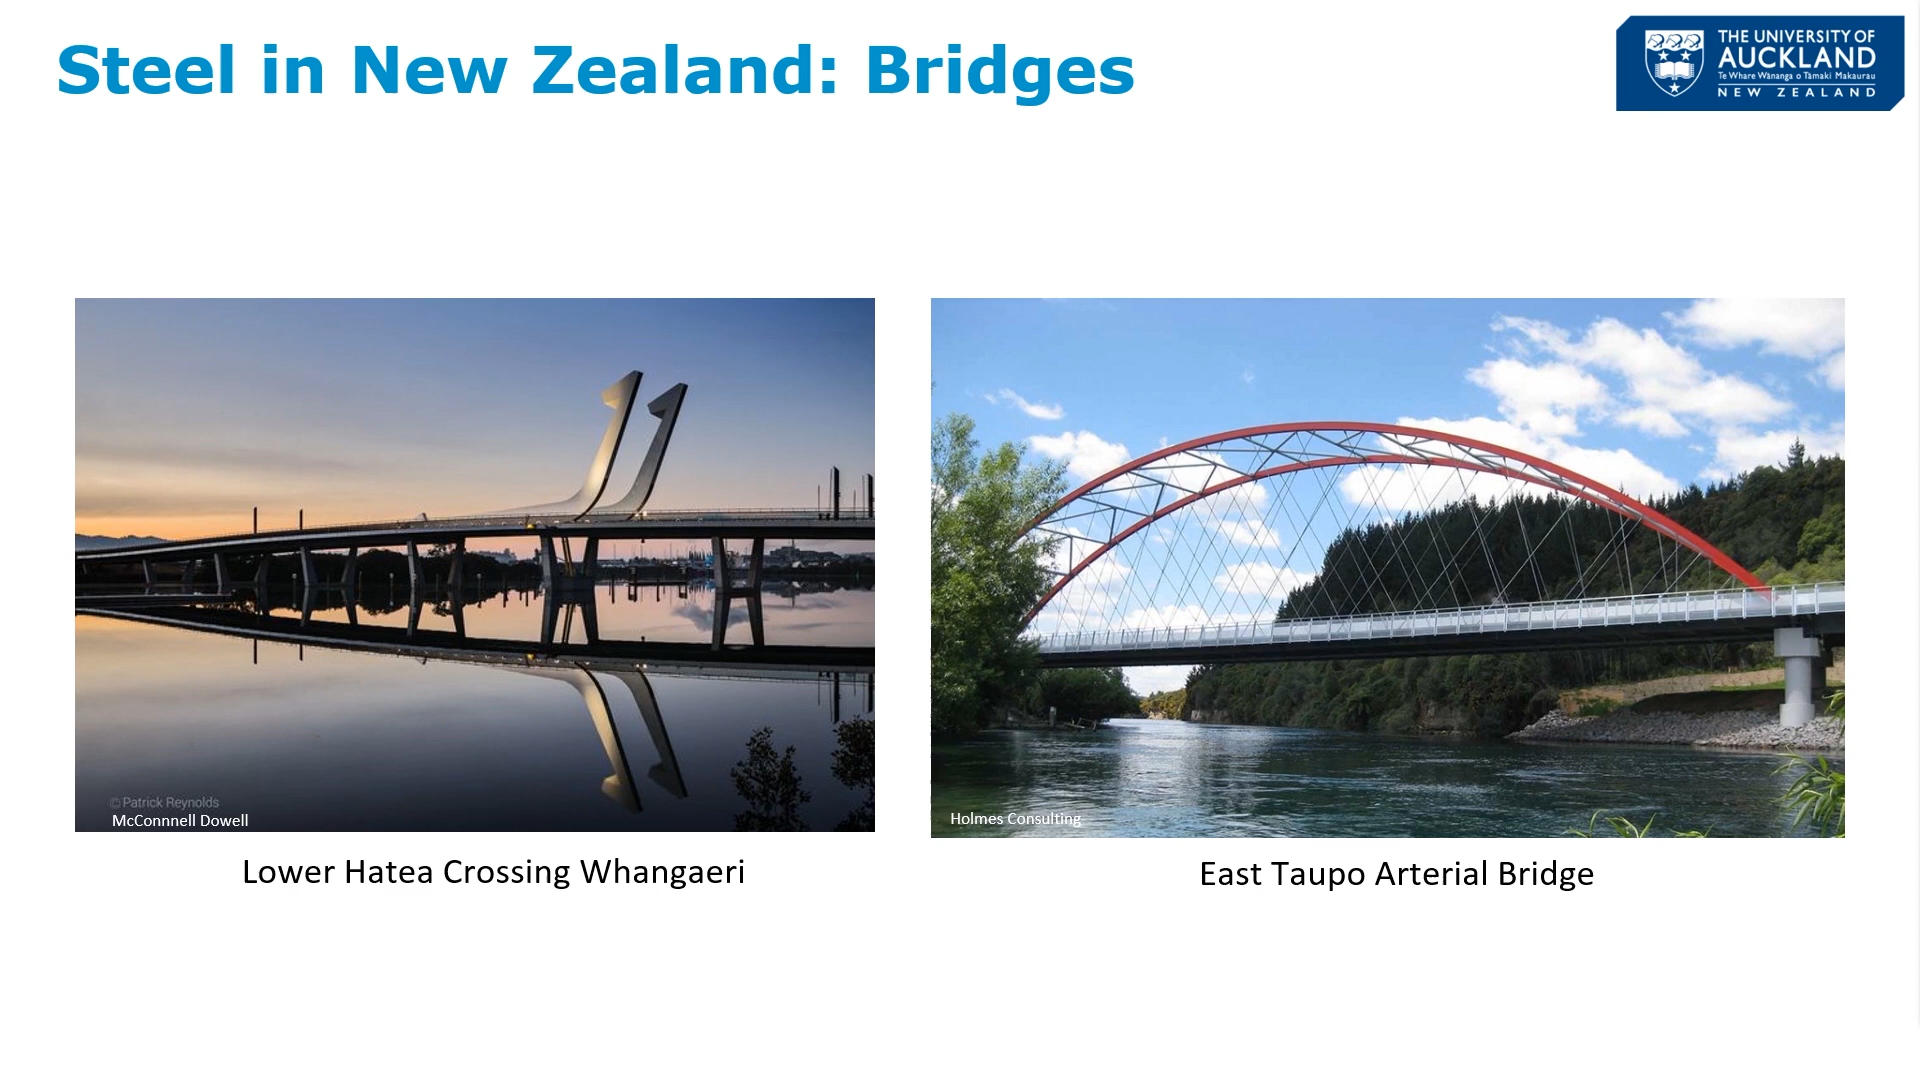 Steel in New Zealand: Bridges
THE UNIVERSITY OF
AUCKLAND
Te Whare Wānanga o Tāmaki Makaurau
NEW ZEALAND
© Patrick Reynolds
McConnnell Dowell
Holmes Consulting
Lower Hatea Crossing Whangaeri
East Taupo Arterial Bridge